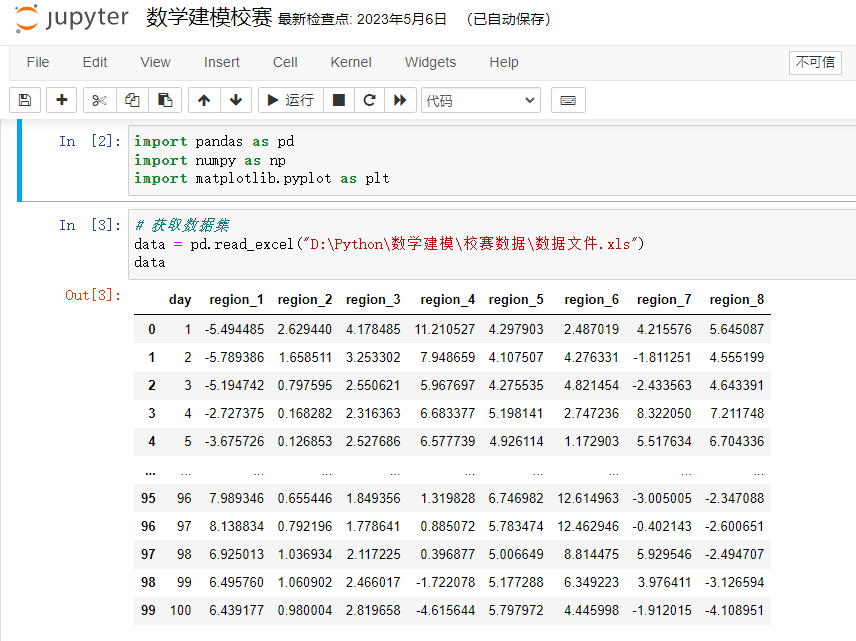 jupyter 数学建模校赛 最新检查点: 2023年5月6日 (已自动保存)
File Edit View Insert Cell Kernel Widgets Help 不可信
运行 代码
In [2]: import pandas as pd
import numpy as np
import matplotlib.pyplot as plt
In [3]: # 获取数据集
data = pd.read_excel("D:\Python\数学建模\校赛数据\数据文件.xls")
data
Out[3]:
day region_1 region_2 region_3 region_4 region_5 region_6 region_7 region_8
0 1 -5.494485 2.629440 4.178485 11.210527 4.297903 2.487019 4.215576 5.645087
1 2 -5.789386 1.658511 3.253302 7.948659 4.107507 4.276331 -1.811251 4.555199
2 3 -5.194742 0.797595 2.550621 5.967697 4.275535 4.821454 -2.433563 4.643391
3 4 -2.727375 0.168282 2.316363 6.683377 5.198141 2.747236 8.322050 7.211748
4 5 -3.675726 0.126853 2.527686 6.577739 4.926114 1.172903 5.517634 6.704336
... ... ... ... ... ... ... ... ... ...
95 96 7.989346 0.655446 1.849356 1.319828 6.746982 12.614963 -3.005005 -2.347088
96 97 8.138834 0.792196 1.778641 0.885072 5.783474 12.462946 -0.402143 -2.600651
97 98 6.925013 1.036934 2.117225 0.396877 5.006649 8.814475 5.929546 -2.494707
98 99 6.495760 1.060902 2.466017 -1.722078 5.177288 6.349223 3.976411 -3.126594
99 100 6.439177 0.980004 2.819658 -4.615644 5.797972 4.445998 -1.912015 -4.108951